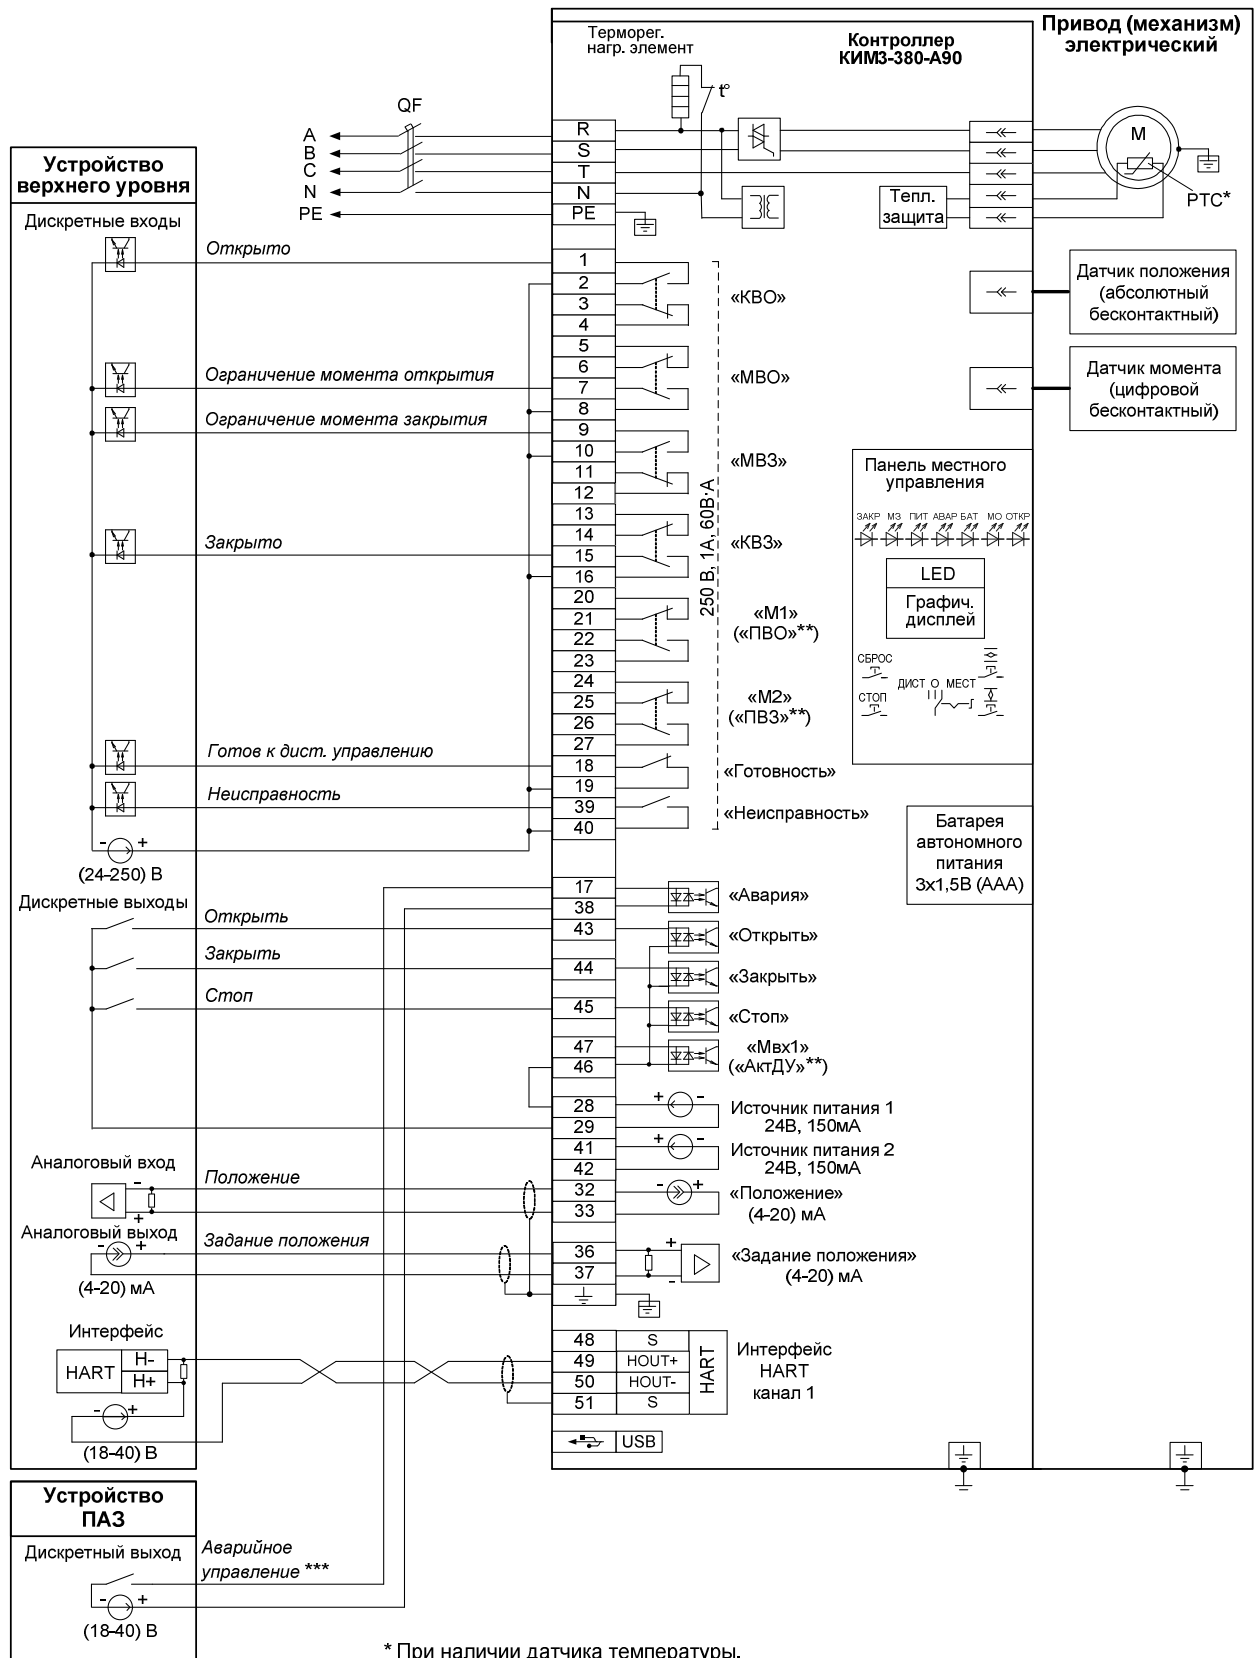 Привод (механизм)
электрический
Контроллер
КИМ3-380-А90
Терморег.
нагр. элемент
t°
QF
A
B
C
N
PE
R
S
T
N
PE
M
PTC*
Тепл.
защита
Устройство
верхнего уровня
Дискретные входы
Открыто
Ограничение момента открытия
Ограничение момента закрытия
Закрыто
Готов к дист. управлению
Неисправность
- +
(24-250) В
Дискретные выходы
Открыть
Закрыть
Стоп
Аналоговый вход
Положение
-
+
Аналоговый выход
Задание положения
- +
(4-20) мА
Интерфейс
HART
H-
H+
- +
(18-40) В
1
2
3
4
5
6
7
8
9
10
11
12
13
14
15
16
20
21
22
23
24
25
26
27
18
19
39
40
17
38
43
44
45
47
46
28
29
41
42
32
33
36
37
48
49
50
51
S
HOUT+
HOUT-
S
HART
USB
«КВО»
«МВО»
«МВЗ»
«КВЗ»
«М1»
(«ПВО»**)
«М2»
(«ПВЗ»**)
«Готовность»
«Неисправность»
250 В, 1А, 60В·А
«Авария»
«Открыть»
«Закрыть»
«Стоп»
«Мвх1»
(«АктДУ»**)
+ -
Источник питания 1
24В, 150мА
+ -
Источник питания 2
24В, 150мА
- +
«Положение»
(4-20) мА
+
-
«Задание положения»
(4-20) мА
Интерфейс
HART
канал 1
Датчик положения
(абсолютный
бесконтактный)
Датчик момента
(цифровой
бесконтактный)
Панель местного
управления
ЗАКР МЗ ПИТ АВАР БАТ МО ОТКР
LED
Графич.
дисплей
СБРОС
СТОП
ДИСТ О МЕСТ
Батарея
автономного
питания
3х1,5В (ААА)
Устройство
ПАЗ
Дискретный выход
Аварийное
управление ***
- +
(18-40) В
* При наличии датчика температуры.